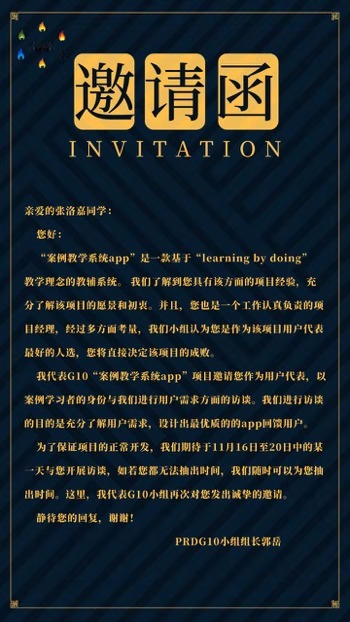 邀请函
INVITATION
亲爱的张洛嘉同学：
您好：
“案例教学系统app”是一款基于“learning by doing”
教学理念的教辅系统。我们了解到您具有该方面的项目经验，充
分了解该项目的愿景和初衷。并且，您也是一个工作认真负责的项
目经理，经过多方面考量，我们小组认为您是作为该项目用户代表
最好的人选，您将直接决定该项目的成败。
我代表G10“案例教学系统app”项目邀请您作为用户代表，以
案例学习者的身份与我们进行用户需求方面的访谈。我们进行访谈
的目的是充分了解用户需求，设计出最优质的的app回馈用户。
为了保证项目的正常开发，我们期待于11月16日至20日中的某
一天与您开展访谈，如若您都无法抽出时间，我们随时可以为您抽
出时间。这里，我代表G10小组再次对您发出诚挚的邀请。
静待您的回复，谢谢！
PRDG10小组组长郭岳